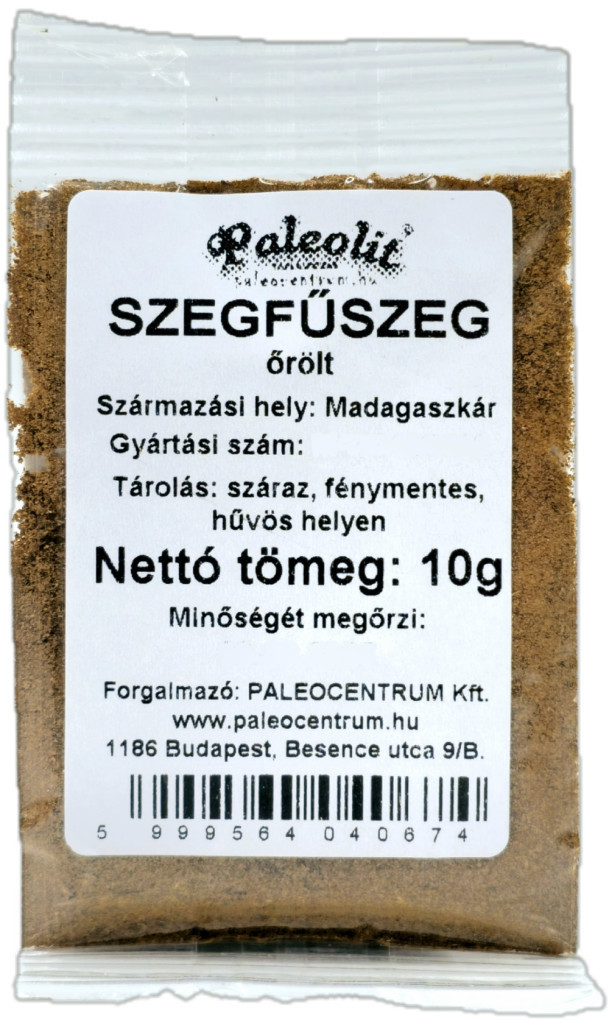 Paleolit
paleocentrum.hu
SZEGFŰSZEG
őrölt
Származási hely: Madagaszkár
Gyártási szám:
Tárolás: száraz, fénymentes,
hűvös helyen
Nettó tömeg: 10g
Minőségét megőrzi:
Forgalmazó: PALEOCENTRUM Kft.
www.paleocentrum.hu
1186 Budapest, Besence utca 9/B.
5 999564 040674